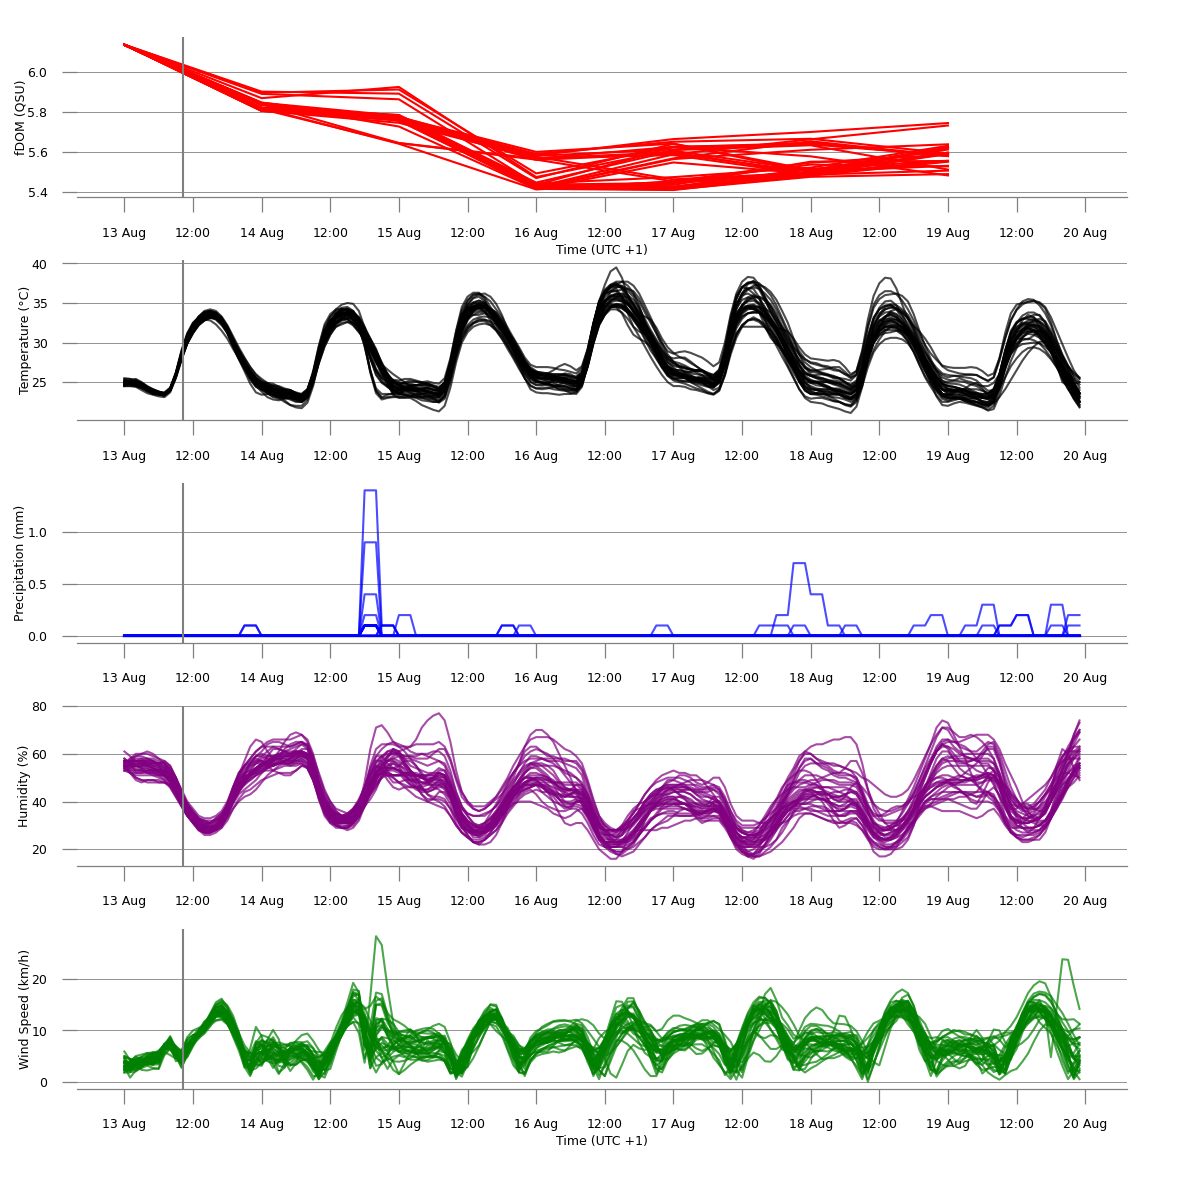 fDOM (QSU)
6.0
5.8
5.6
5.4
13 Aug 12:00 14 Aug 12:00 15 Aug 12:00 16 Aug 12:00 17 Aug 12:00 18 Aug 12:00 19 Aug 12:00 20 Aug
Time (UTC +1)
Temperature (°C)
40
35
30
25
13 Aug 12:00 14 Aug 12:00 15 Aug 12:00 16 Aug 12:00 17 Aug 12:00 18 Aug 12:00 19 Aug 12:00 20 Aug
Precipitation (mm)
1.0
0.5
0.0
13 Aug 12:00 14 Aug 12:00 15 Aug 12:00 16 Aug 12:00 17 Aug 12:00 18 Aug 12:00 19 Aug 12:00 20 Aug
Humidity (%)
80
60
40
20
13 Aug 12:00 14 Aug 12:00 15 Aug 12:00 16 Aug 12:00 17 Aug 12:00 18 Aug 12:00 19 Aug 12:00 20 Aug
Wind Speed (km/h)
20
10
0
13 Aug 12:00 14 Aug 12:00 15 Aug 12:00 16 Aug 12:00 17 Aug 12:00 18 Aug 12:00 19 Aug 12:00 20 Aug
Time (UTC +1)